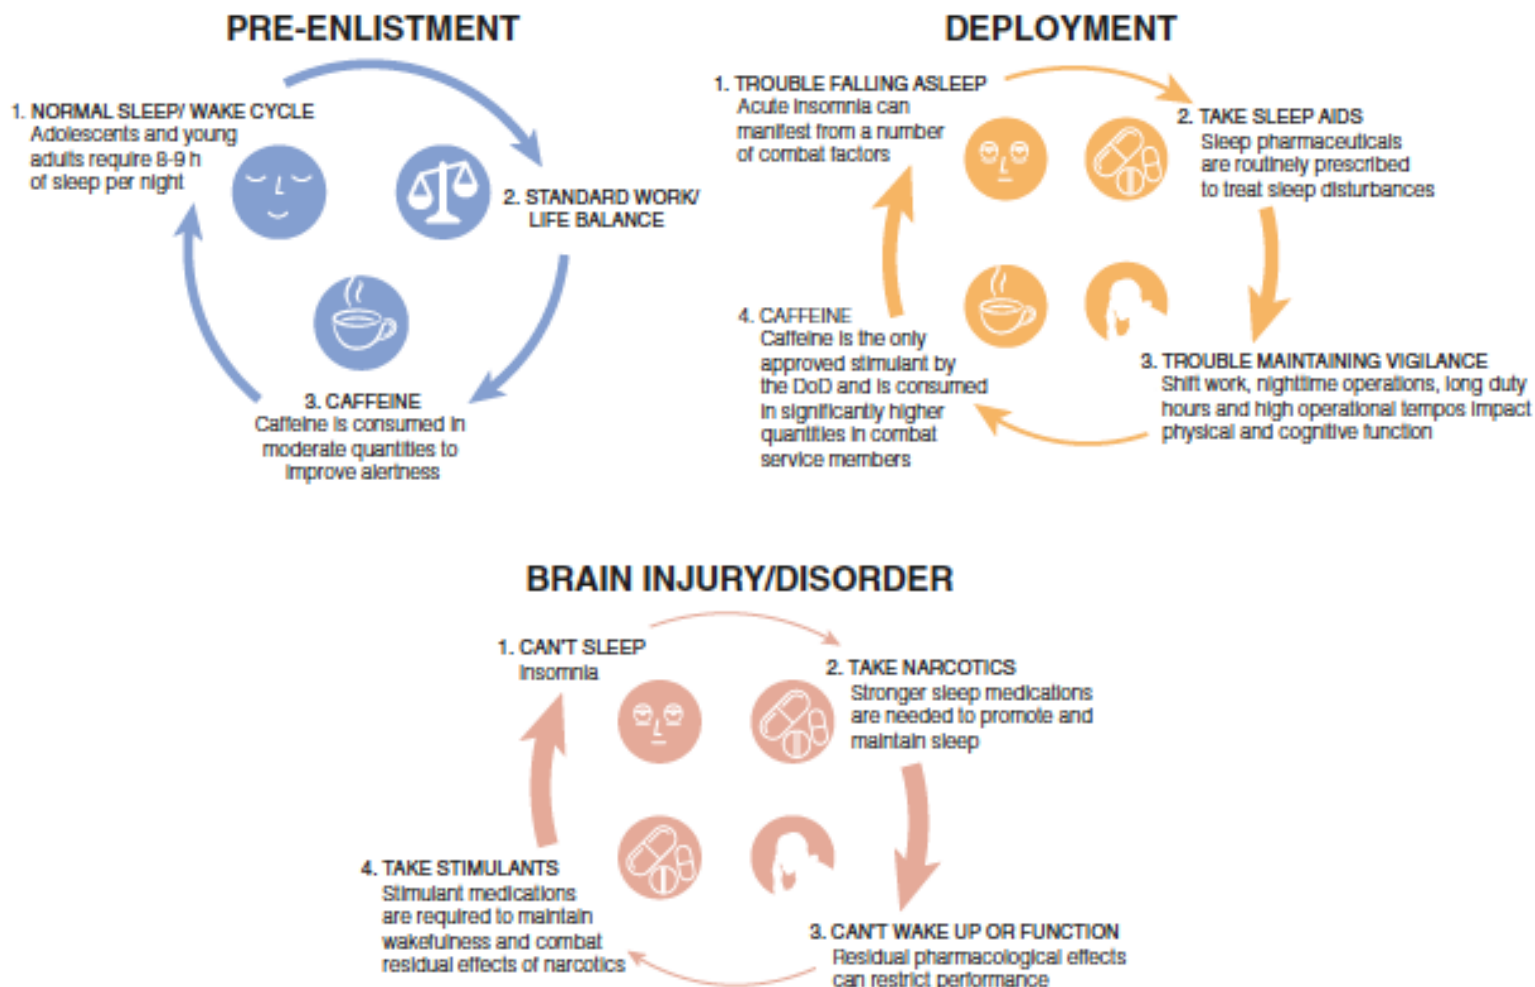 PRE-ENLISTMENT
1. NORMAL SLEEP/ WAKE CYCLE
Adolescents and young
adults require 8-9 h
of sleep per night
2. STANDARD WORK/
LIFE BALANCE
3. CAFFEINE
Caffeine is consumed in
moderate quantities to
improve alertness
DEPLOYMENT
1. TROUBLE FALLING ASLEEP
Acute insomnia can
manifest from a number
of combat factors
2. TAKE SLEEP AIDS
Sleep pharmaceuticals
are routinely prescribed
to treat sleep disturbances
3. TROUBLE MAINTAINING VIGILANCE
Shift work, nighttime operations, long duty
hours and high operational tempos impact
physical and cognitive function
4. CAFFEINE
Caffeine is the only
approved stimulant by
the DoD and is consumed
in significantly higher
quantities in combat
service members
BRAIN INJURY/DISORDER
1. CAN'T SLEEP
Insomnia
2. TAKE NARCOTICS
Stronger sleep medications
are needed to promote and
maintain sleep
3. CAN'T WAKE UP OR FUNCTION
Residual pharmacological effects
can restrict performance
4. TAKE STIMULANTS
Stimulant medications
are required to maintain
wakefulness and combat
residual effects of narcotics